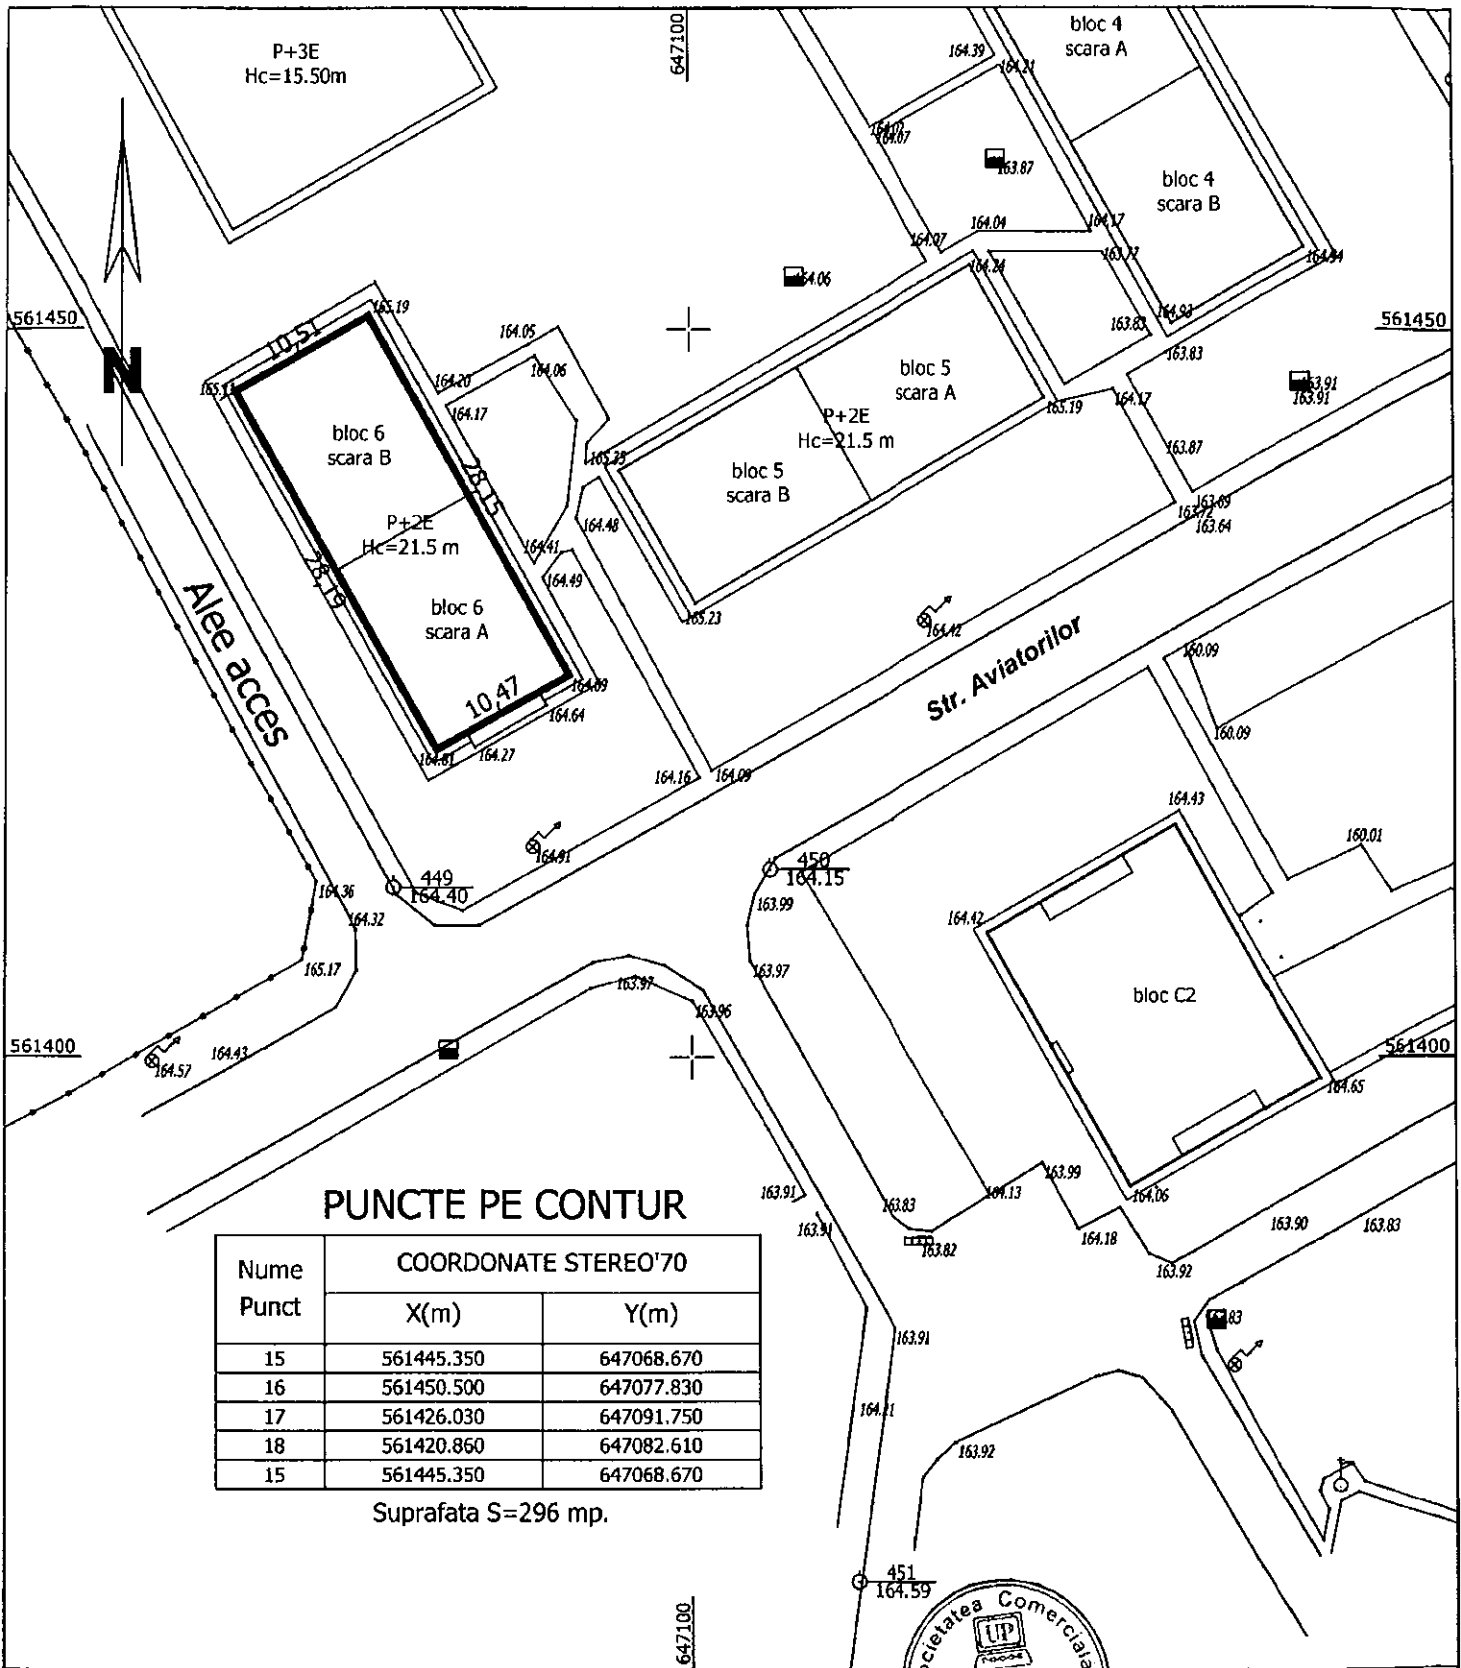 P+3E
Hc=15.50m
647100
bloc 4
scara A
164.39
164.21
164.07
163.87
bloc 4
scara B
164.04
164.17
164.07
163.77
164.24
164.94
164.06
561450
561450
165.19
10,51
164.05
164.93
163.83
163.83
N
164.20
164.06
163.91
163.91
164.17
bloc 5
scara A
165.19
164.17
bloc 6
scara B
P+2E
Hc=21.5 m
165.35
163.87
28,15
bloc 5
scara B
163.69
163.72
163.64
P+2E
Hc=21.5 m
164.48
164.41
164.49
28,19
Alee acces
bloc 6
scara A
165.23
164.42
Str. Aviatorilor
160.09
164.69
10,47
164.64
160.09
164.81
164.27
164.16
164.09
164.43
160.01
164.91
450
164.15
449
164.40
164.36
163.99
164.32
164.42
165.17
163.97
163.97
163.96
bloc C2
561400
561400
164.43
164.57
164.65
163.99
163.91
164.13
164.06
163.83
163.91
163.82
164.18
163.90
163.83
163.92
PUNCTE PE CONTUR
Nume Punct
COORDONATE STEREO'70
X(m) Y(m)
15 561445.350 647068.670
16 561450.500 647077.830
17 561426.030 647091.750
18 561420.860 647082.610
15 561445.350 647068.670
Suprafata S=296 mp.
163.91
164.21
163.92
451
164.59
647100
Comerciala
UP